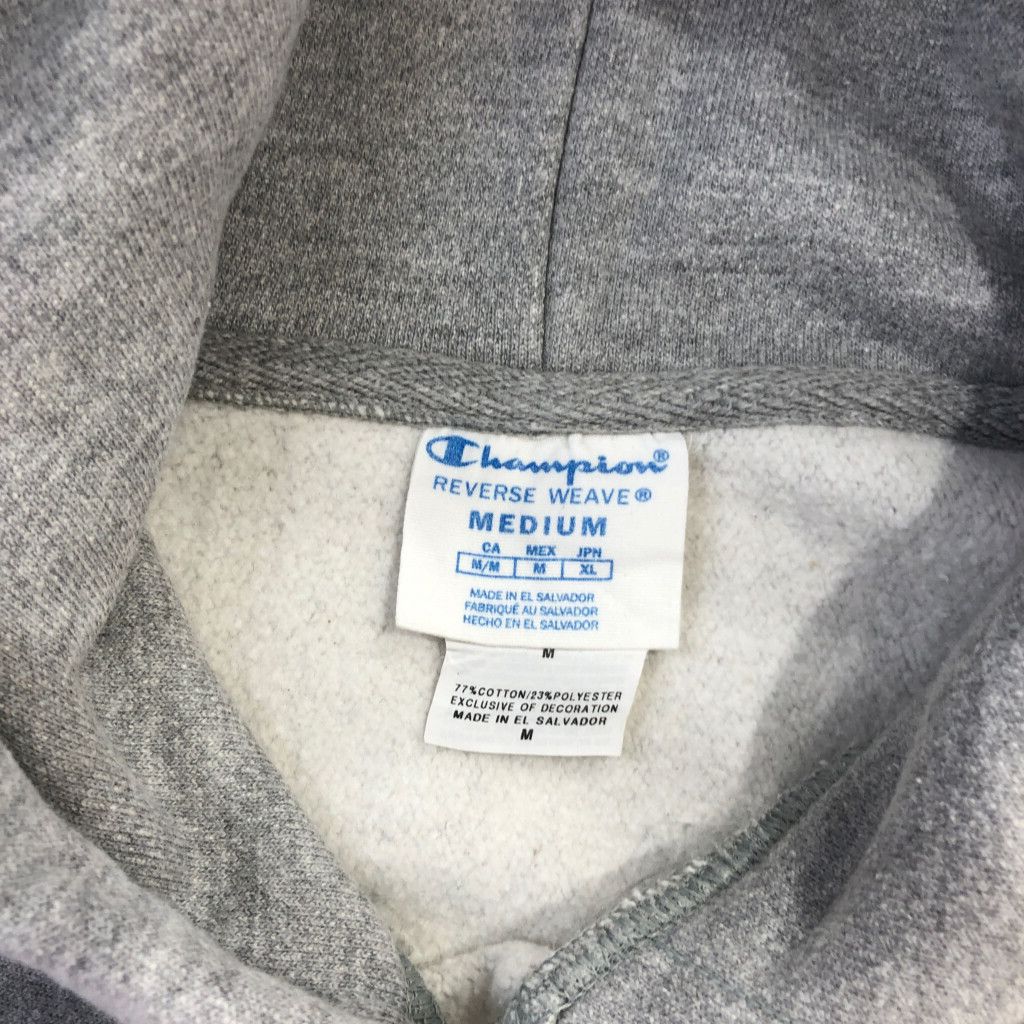 Champion®
REVERSE WEAVE®
MEDIUM
CA MEX JPN
M/M M XL
MADE IN EL SALVADOR
FABRIQUÉ AU SALVADOR
HECHO EN EL SALVADOR
M
77%COTTON/23%POLYESTER
EXCLUSIVE OF DECORATION
MADE IN EL SALVADOR
M